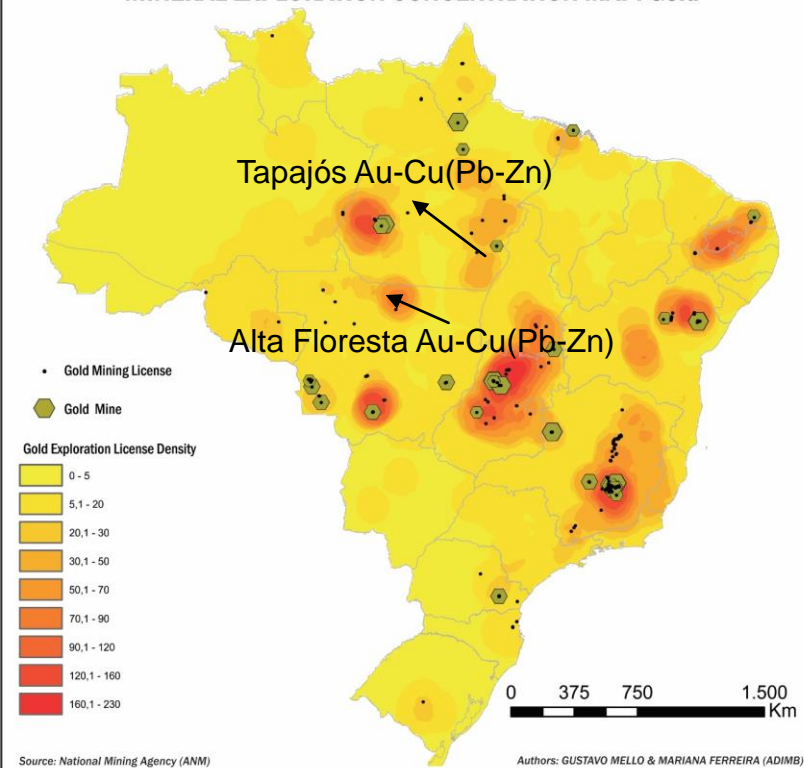 Tapajós Au-Cu(Pb-Zn)
Alta Floresta Au-Cu(Pb-Zn)
Gold Mining License
Gold Mine
Gold Exploration License Density
0 - 5
5,1 - 20
20,1 - 30
30,1 - 50
50,1 - 70
70,1 - 90
90,1 - 120
120,1 - 160
160,1 - 230
0 375 750 1.500
Km
Source: National Mining Agency (ANM)
Authors: GUSTAVO MELLO & MARIANA FERREIRA (ADIMB)